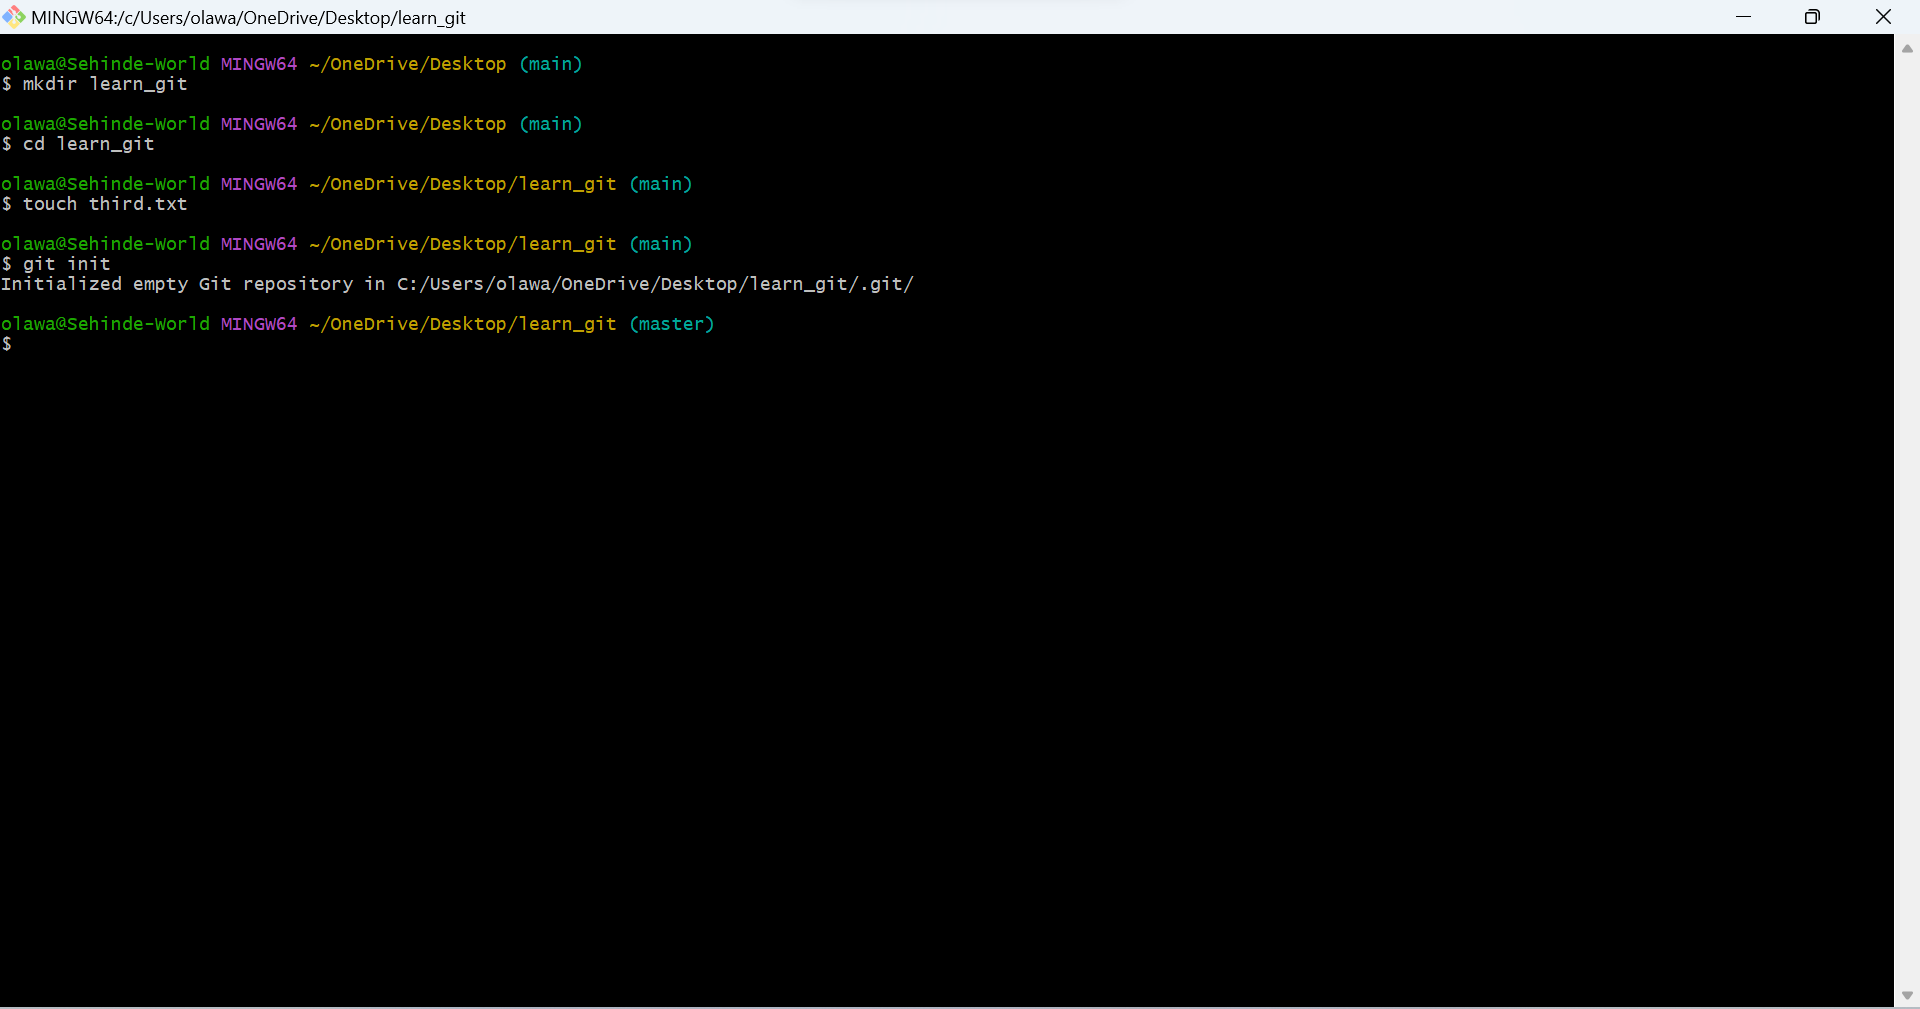 MINGW64:/c/Users/olawa/OneDrive/Desktop/learn_git
olawa@Sehinde-World MINGW64 ~/OneDrive/Desktop (main)
$ mkdir learn_git
olawa@Sehinde-World MINGW64 ~/OneDrive/Desktop (main)
$ cd learn_git
olawa@Sehinde-World MINGW64 ~/OneDrive/Desktop/learn_git (main)
$ touch third.txt
olawa@Sehinde-World MINGW64 ~/OneDrive/Desktop/learn_git (main)
$ git init
Initialized empty Git repository in C:/Users/olawa/OneDrive/Desktop/learn_git/.git/
olawa@Sehinde-World MINGW64 ~/OneDrive/Desktop/learn_git (master)
$